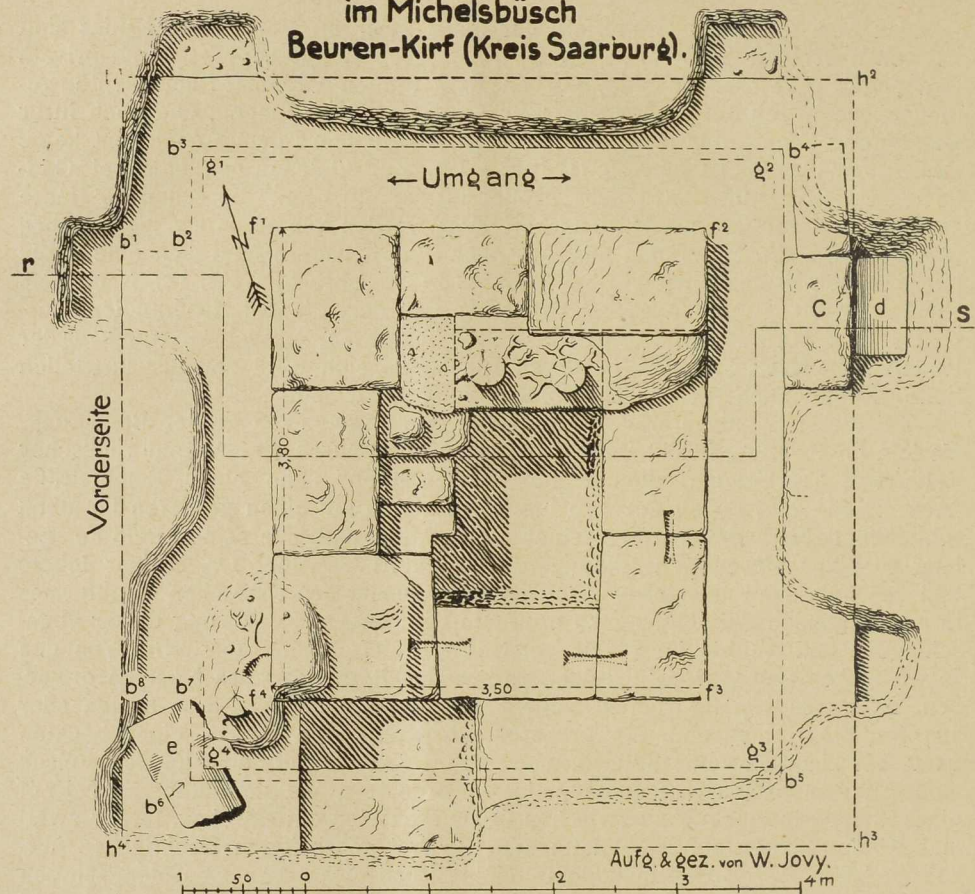 im Michelsbüsch
Beuren-Kirf (Kreis Saarburg).
h²
b³
g¹
←Umgang→
g²
b⁴
f¹
N
f²
b¹
b²
r
C
d
S
3,80
Vorderseite
b⁸
b⁷
f⁴
3,50
f³
e
g⁴
g³
b⁵
b⁶
h⁴
h³
Aufg. & gez. von W. Jovy.
1 50 0 1 2 3 4 m